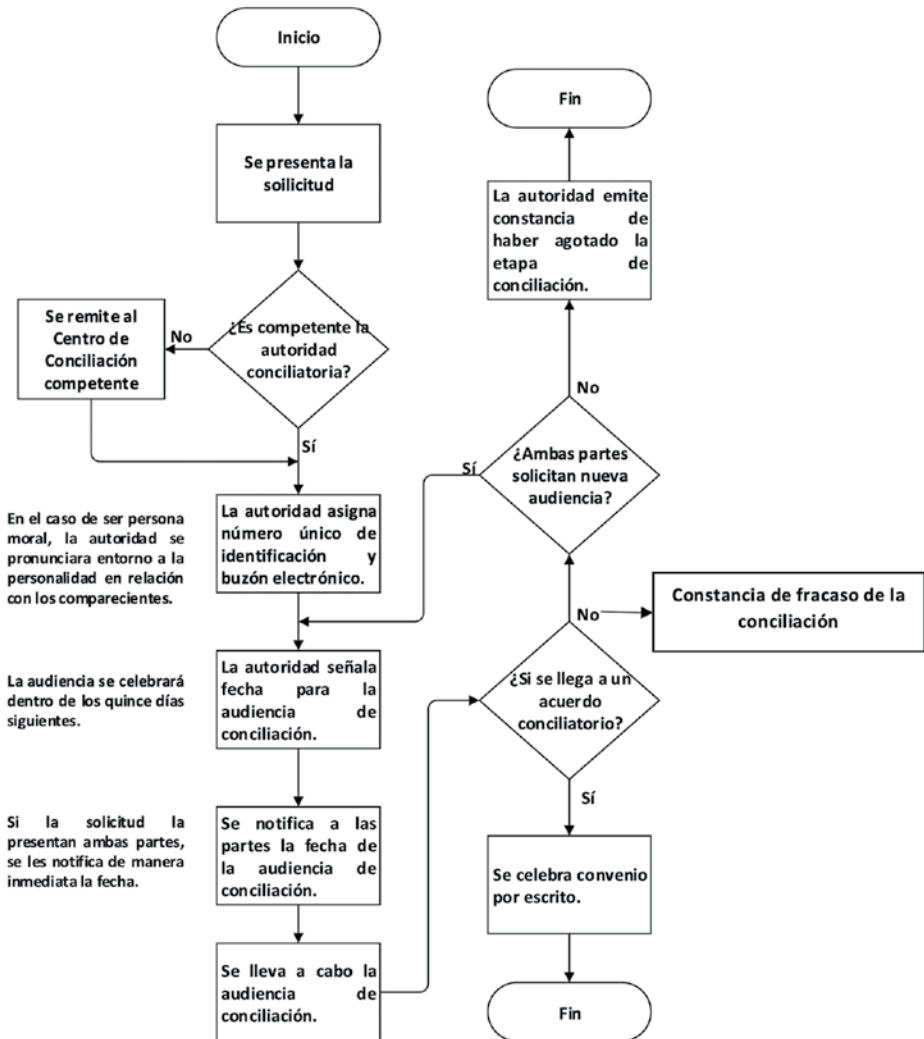 Inicio
Se presenta la
soilicitud
¿Es competente la
autoridad
conciliatoria?
No
Se remite al
Centro de
Conciliación
competente
Sí
La autoridad asigna
número único de
identificación y
buzón electrónico.
En el caso de ser persona
moral, la autoridad se
pronunciara entorno a la
personalidad en relación
con los comparecientes.
La autoridad señala
fecha para la
audiencia de
conciliación.
La audiencia se celebrará
dentro de los quince días
siguientes.
Se notifica a las
partes la fecha de
la audiencia de
conciliación.
Si la solicitud la
presentan ambas partes,
se les notifica de manera
inmediata la fecha.
Se lleva a cabo la
audiencia de
conciliación.
¿Si se llega a un
acuerdo
conciliatorio?
No
Constancia de fracaso de la
conciliación
Sí
Se celebra convenio
por escrito.
Fin
¿Ambas partes
solicitan nueva
audiencia?
Sí
No
La autoridad emite
constancia de
haber agotado la
etapa de
conciliación.
Fin